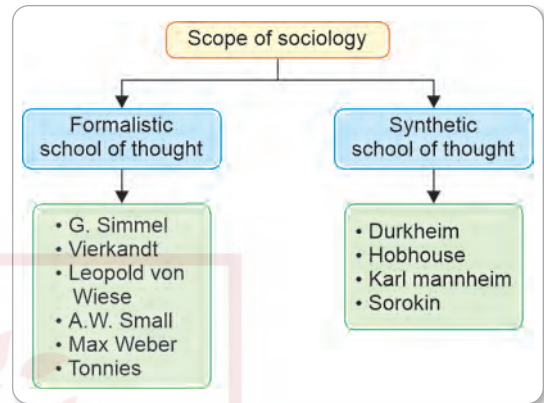 Scope of sociology
Formalistic
school of thought
Synthetic
school of thought
• G. Simmel
• Vierkandt
• Leopold von
Wiese
• A.W. Small
• Max Weber
• Tonnies
• Durkheim
• Hobhouse
• Karl mannheim
• Sorokin